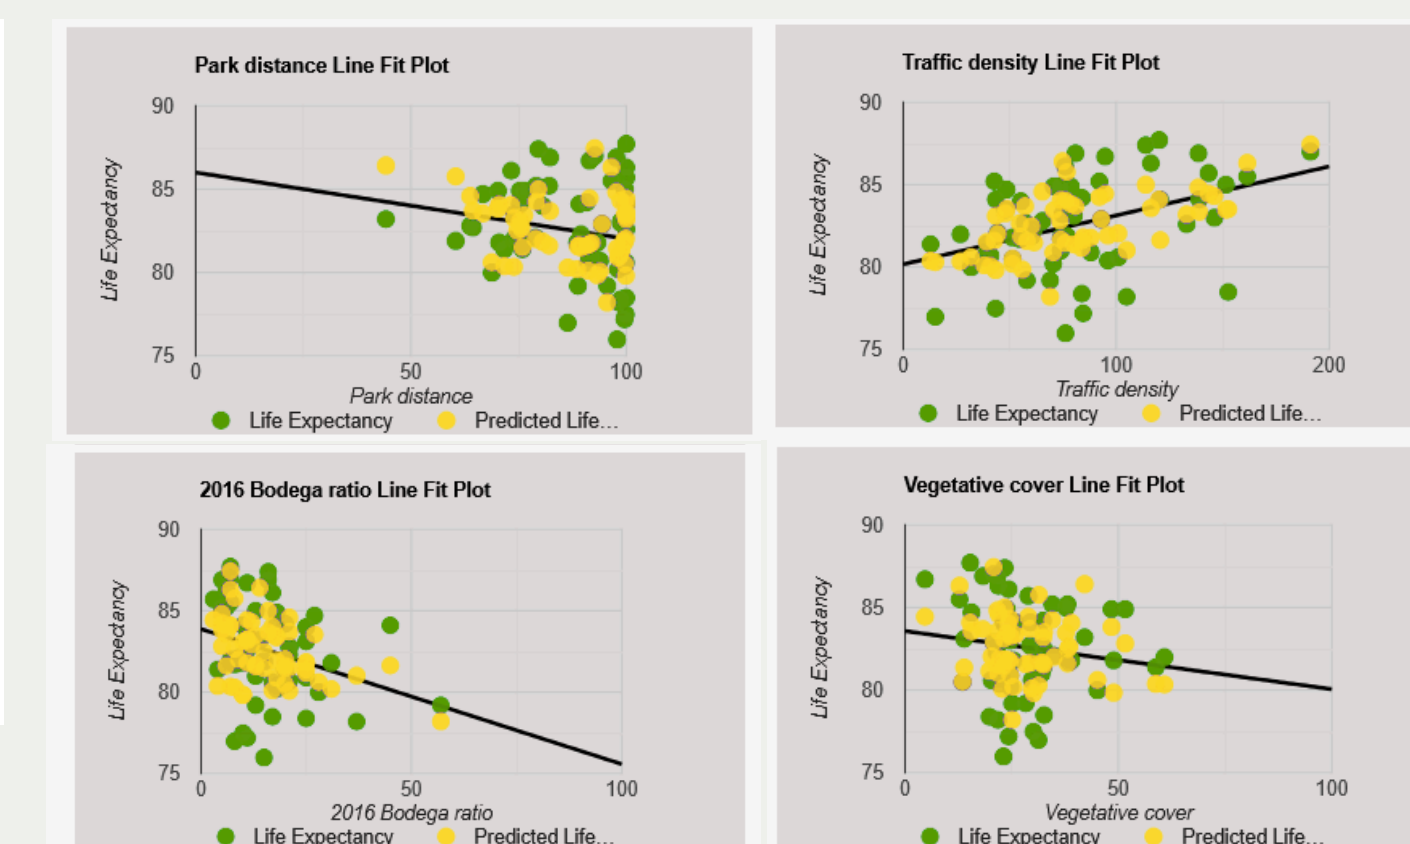 Park distance Line Fit Plot
90
85
80
75
Life Expectancy
0 50 100
Park distance
Life Expectancy Predicted Life…
Traffic density Line Fit Plot
90
85
80
75
Life Expectancy
0 100 200
Traffic density
Life Expectancy Predicted Life…
2016 Bodega ratio Line Fit Plot
90
85
80
75
Life Expectancy
0 50 100
2016 Bodega ratio
Life Expectancy Predicted Life…
Vegetative cover Line Fit Plot
90
85
80
75
Life Expectancy
0 50 100
Vegetative cover
Life Expectancy Predicted Life…